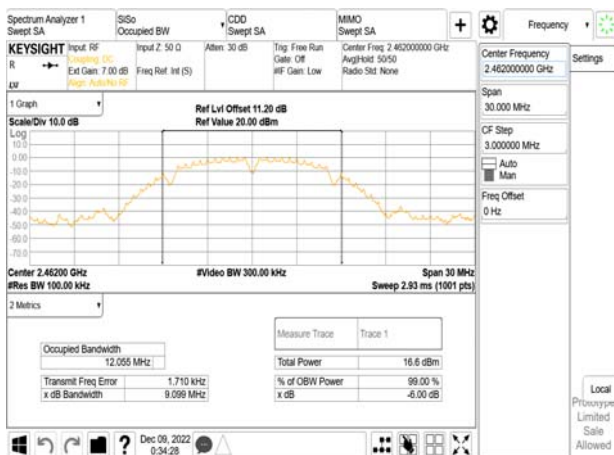 Spectrum Analyzer 1
Swept SA
SISo
Occupied BW
CDD
Swept SA
MIMO
Swept SA
+
Frequency
KEYSIGHT
R
LXI
Input: RF
Coupling: DC
Ext Gain: 7.00 dB
Align: Auto/No RF
Input Z: 50 Ω
Freq Ref: Int (S)
Atten: 30 dB
Trig: Free Run
Gate: Off
#IF Gain: Low
Center Freq: 2.462000000 GHz
Avg|Hold: 50/50
Radio Std: None
Center Frequency
2.462000000 GHz
Settings
Span
30.000 MHz
CF Step
3.000000 MHz
Auto
Man
Freq Offset
0 Hz
1 Graph
Scale/Div 10.0 dB
Ref Lvl Offset 11.20 dB
Ref Value 20.00 dBm
Log
10.0
0.00
-10.0
-20.0
-30.0
-40.0
-50.0
-60.0
-70.0
Center 2.46200 GHz
#Res BW 100.00 kHz
#Video BW 300.00 kHz
Span 30 MHz
Sweep 2.93 ms (1001 pts)
2 Metrics
Measure Trace
Trace 1
Occupied Bandwidth
12.055 MHz
Total Power
16.6 dBm
Transmit Freq Error
1.710 kHz
% of OBW Power
99.00 %
x dB Bandwidth
9.099 MHz
x dB
-6.00 dB
Local
Prototype
Limited
Sale
Allowed
?
Dec 09, 2022
0:34:28